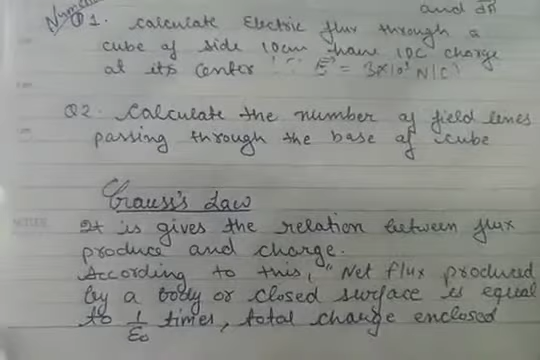 and dA
Q1. Calculate Electric flux through a
cube of side 10cm have 1DC charge
at its center ∵ E = 3×10³ N/C
Q2. Calculate the number of field lines
passing through the base of cube
Gauss's Law
It is gives the relation between flux
produce and charge.
According to this, "Net flux produced
by a body or closed surface is equal
to 1/ε₀ times, total charge enclosed